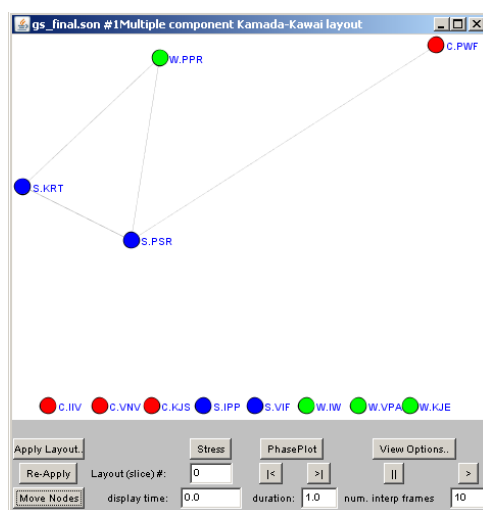 gs_final.son #1Multiple component Kamada-Kawai layout
C.PWF
W.PPR
S.KRT
S.PSR
C.IIV C.VNV C.KJS S.IPP S.VIF W.IW W.VPA W.KJE
Apply Layout.. Stress PhasePlot View Options..
Re-Apply Layout (slice) #: 0 |< >| || >
Move Nodes display time: 0.0 duration: 1.0 num. interp frames 10